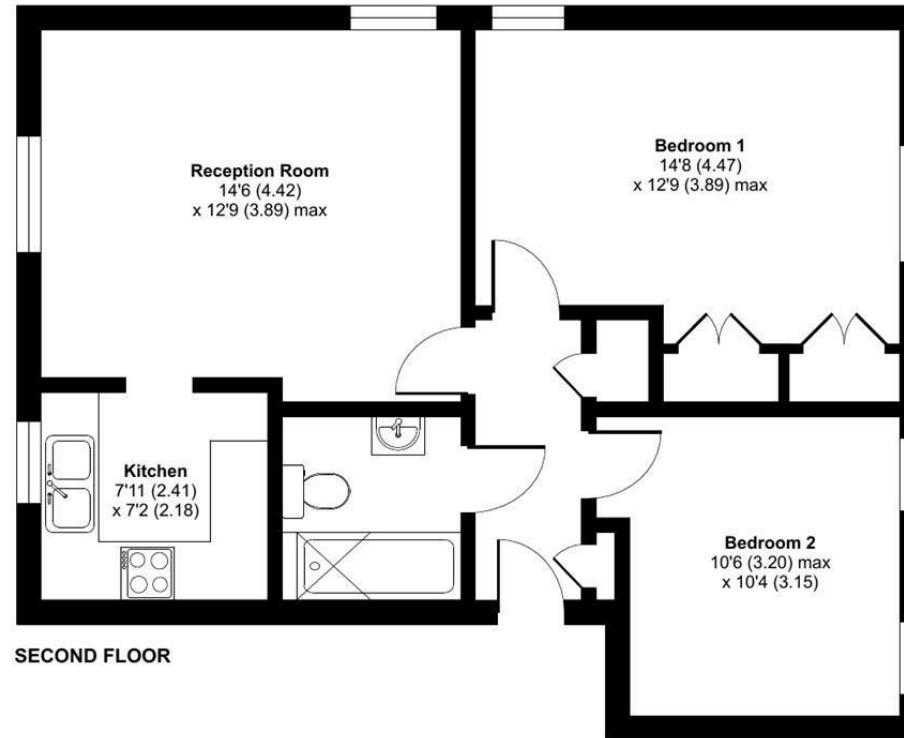 Reception Room
14'6 (4.42)
x 12'9 (3.89) max
Bedroom 1
14'8 (4.47)
x 12'9 (3.89) max
Kitchen
7'11 (2.41)
x 7'2 (2.18)
Bedroom 2
10'6 (3.20) max
x 10'4 (3.15)
SECOND FLOOR